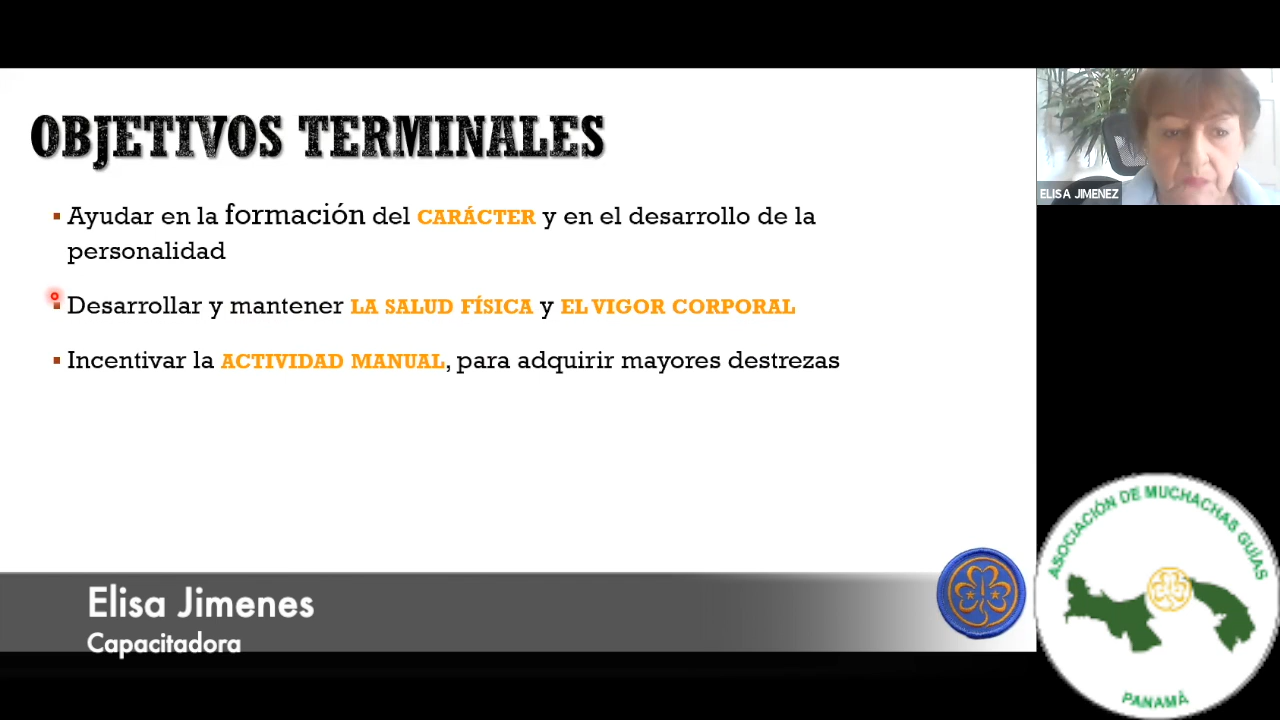 OBJETIVOS TERMINALES
Ayudar en la formación del CARÁCTER y en el desarrollo de la
personalidad
Desarrollar y mantener LA SALUD FÍSICA y EL VIGOR CORPORAL
Incentivar la ACTIVIDAD MANUAL, para adquirir mayores destrezas
ELISA JIMENEZ
Elisa Jimenes
Capacitadora
ASOCIACIÓN DE MUCHACHAS GUÍAS
PANAMÁ